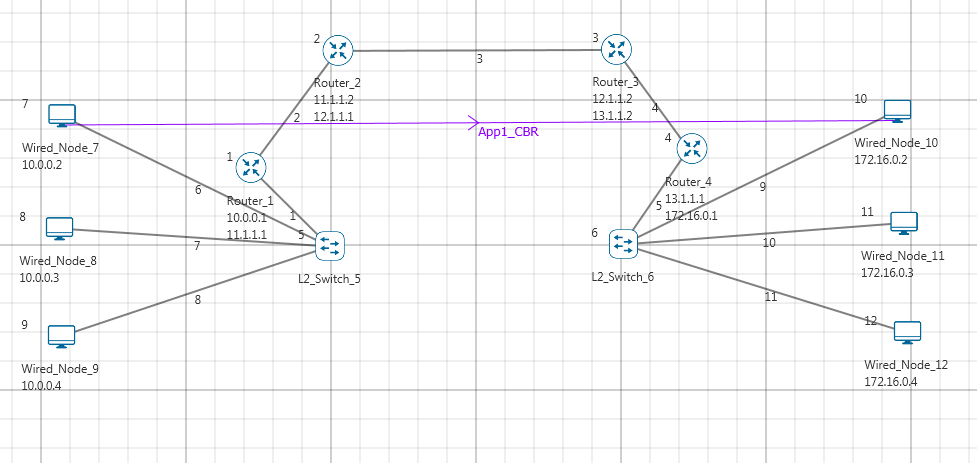 2
3
3
Router_2
11.1.1.2
12.1.1.1
Router_3
12.1.1.2
13.1.1.2
2
4
7
10
App1_CBR
Wired_Node_7
10.0.0.2
Wired_Node_10
172.16.0.2
1
4
Router_1
10.0.0.1
11.1.1.1
Router_4
13.1.1.1
172.16.0.1
6
9
1
5
8
11
5
6
7
10
Wired_Node_8
10.0.0.3
L2_Switch_5
L2_Switch_6
Wired_Node_11
172.16.0.3
8
11
9
12
Wired_Node_9
10.0.0.4
Wired_Node_12
172.16.0.4